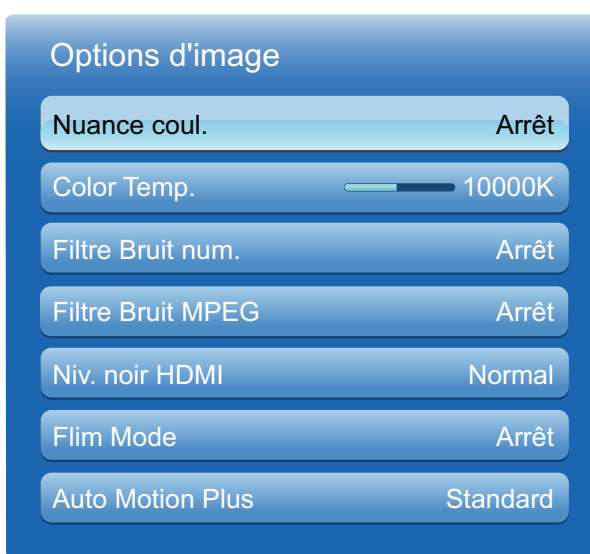 Options d'image
Nuance coul. Arrêt
Color Temp. 10000K
Filtre Bruit num. Arrêt
Filtre Bruit MPEG Arrêt
Niv. noir HDMI Normal
Flim Mode Arrêt
Auto Motion Plus Standard